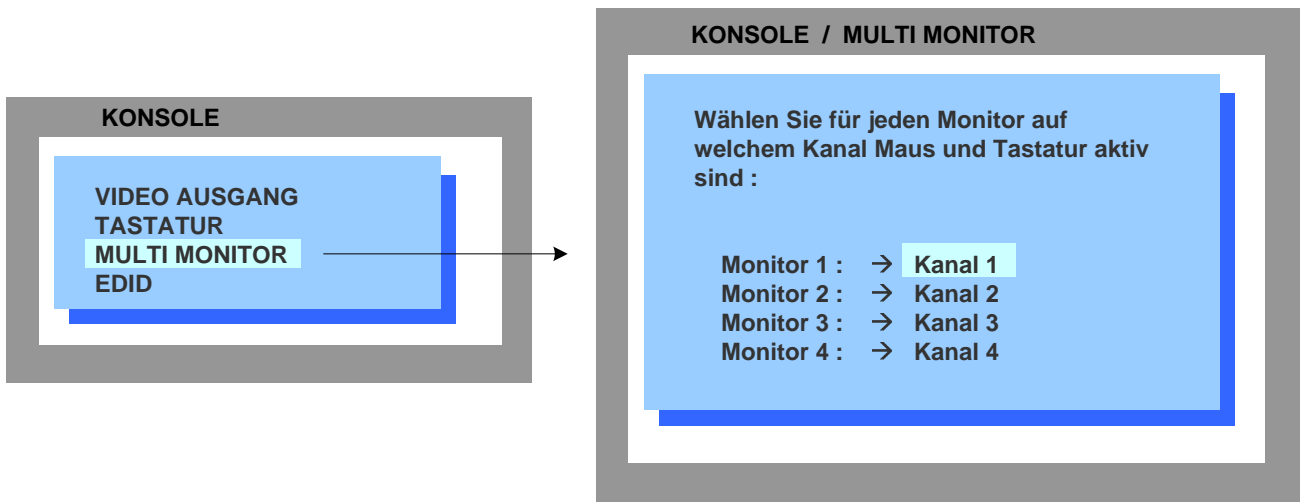 KONSOLE
VIDEO AUSGANG
TASTATUR
MULTI MONITOR
EDID
KONSOLE / MULTI MONITOR
Wählen Sie für jeden Monitor auf
welchem Kanal Maus und Tastatur aktiv
sind :
Monitor 1 : → Kanal 1
Monitor 2 : → Kanal 2
Monitor 3 : → Kanal 3
Monitor 4 : → Kanal 4